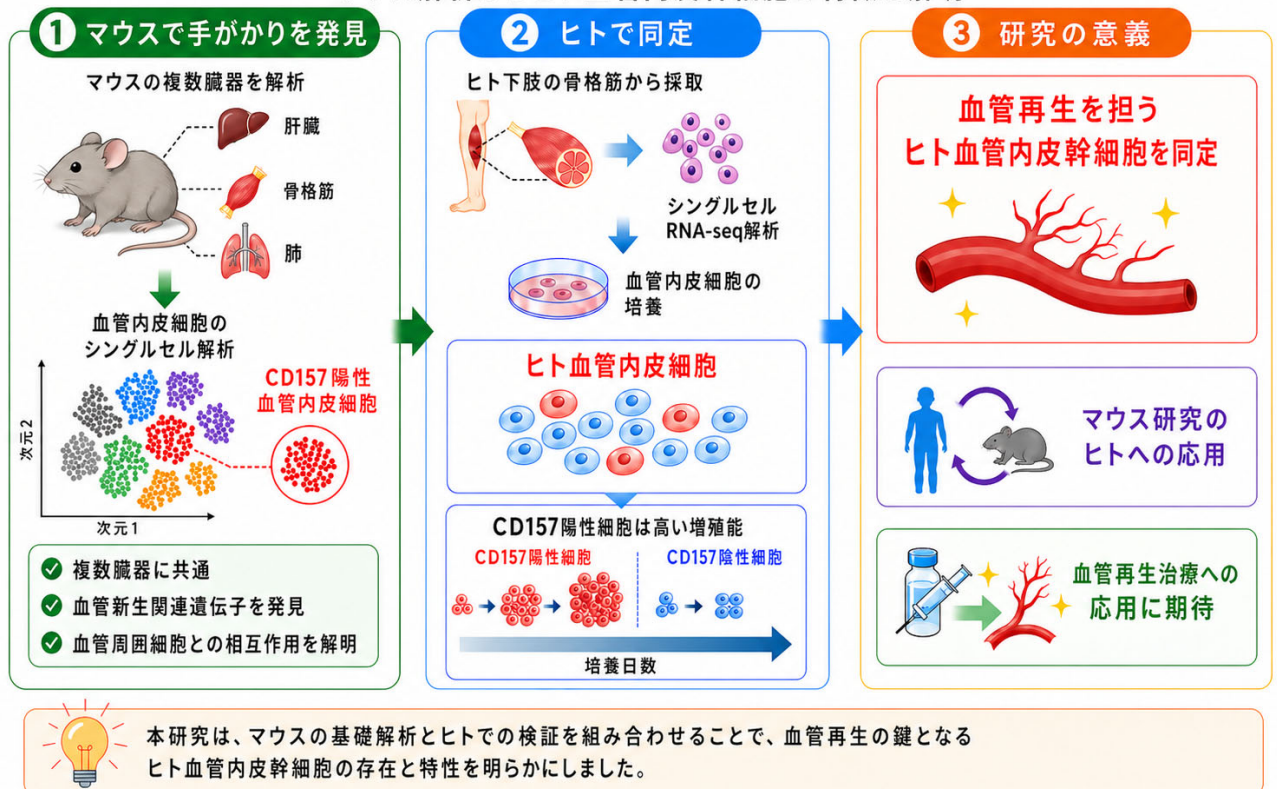 1 マウスで手がかりを発見
マウスの複数臓器を解析
肝臓
骨格筋
肺
血管内皮細胞の
シングルセル解析
CD157陽性
血管内皮細胞
次元2
次元1
複数臓器に共通
血管新生関連遺伝子を発見
血管周囲細胞との相互作用を解明
2 ヒトで同定
ヒト下肢の骨格筋から採取
シングルセル
RNA-seq解析
血管内皮細胞の
培養
ヒト血管内皮細胞
CD157陽性細胞は高い増殖能
CD157陽性細胞
CD157陰性細胞
培養日数
3 研究の意義
血管再生を担う
ヒト血管内皮幹細胞を同定
マウス研究の
ヒトへの応用
血管再生治療への
応用に期待
本研究は、マウスの基礎解析とヒトでの検証を組み合わせることで、血管再生の鍵となる
ヒト血管内皮幹細胞の存在と特性を明らかにしました。